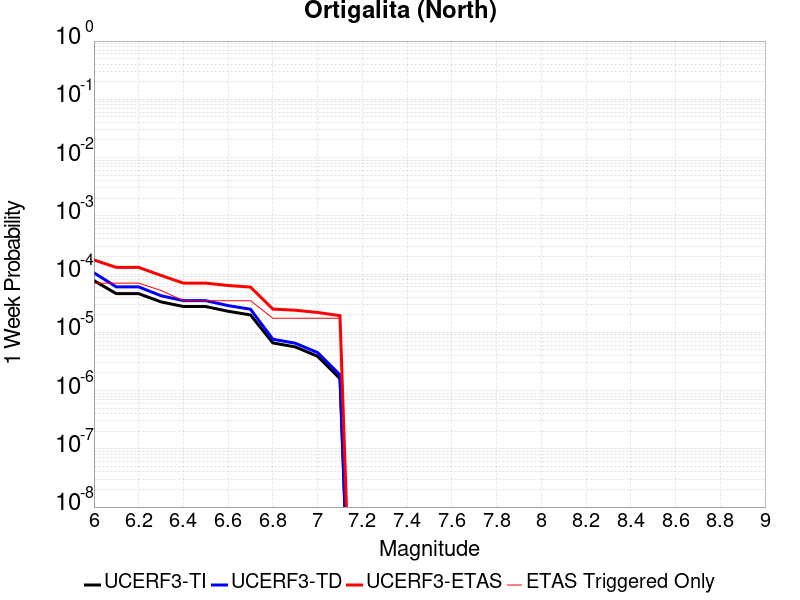 Ortigalita (North)
10^0
10^-1
10^-2
10^-3
10^-4
10^-5
10^-6
10^-7
10^-8
1 Week Probability
6 6.2 6.4 6.6 6.8 7 7.2 7.4 7.6 7.8 8 8.2 8.4 8.6 8.8 9
Magnitude
UCERF3-TI UCERF3-TD UCERF3-ETAS ETAS Triggered Only